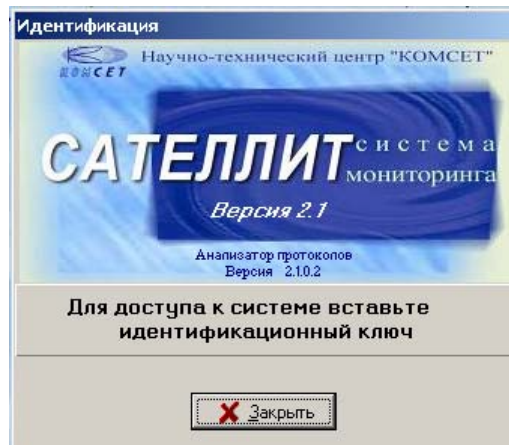 Идентификация
Научно-технический центр "КОМСЕТ"
КОМСЕТ
САТЕЛЛИТ
система
мониторинга
Версия 2.1
Анализатор протоколов
Версия 2.1.0.2
Для доступа к системе вставьте
идентификационный ключ
Закрыть